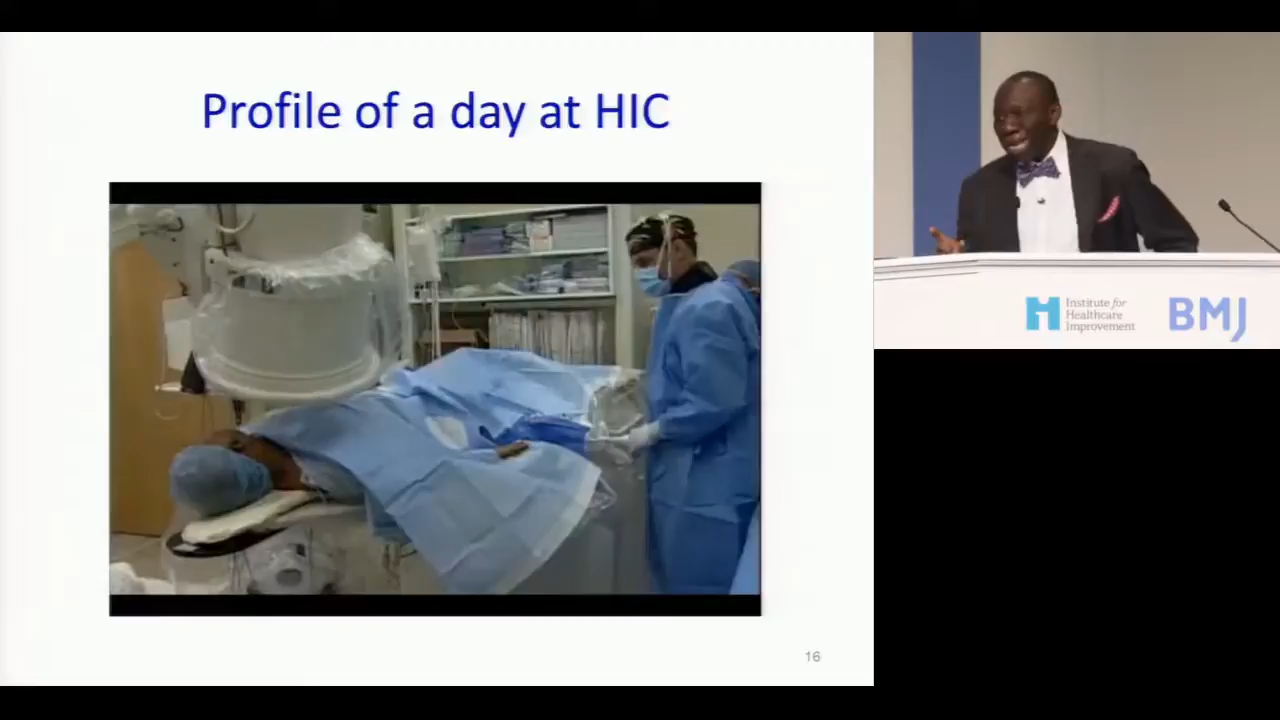 Profile of a day at HIC
Institute for
Healthcare
Improvement
BMJ
16